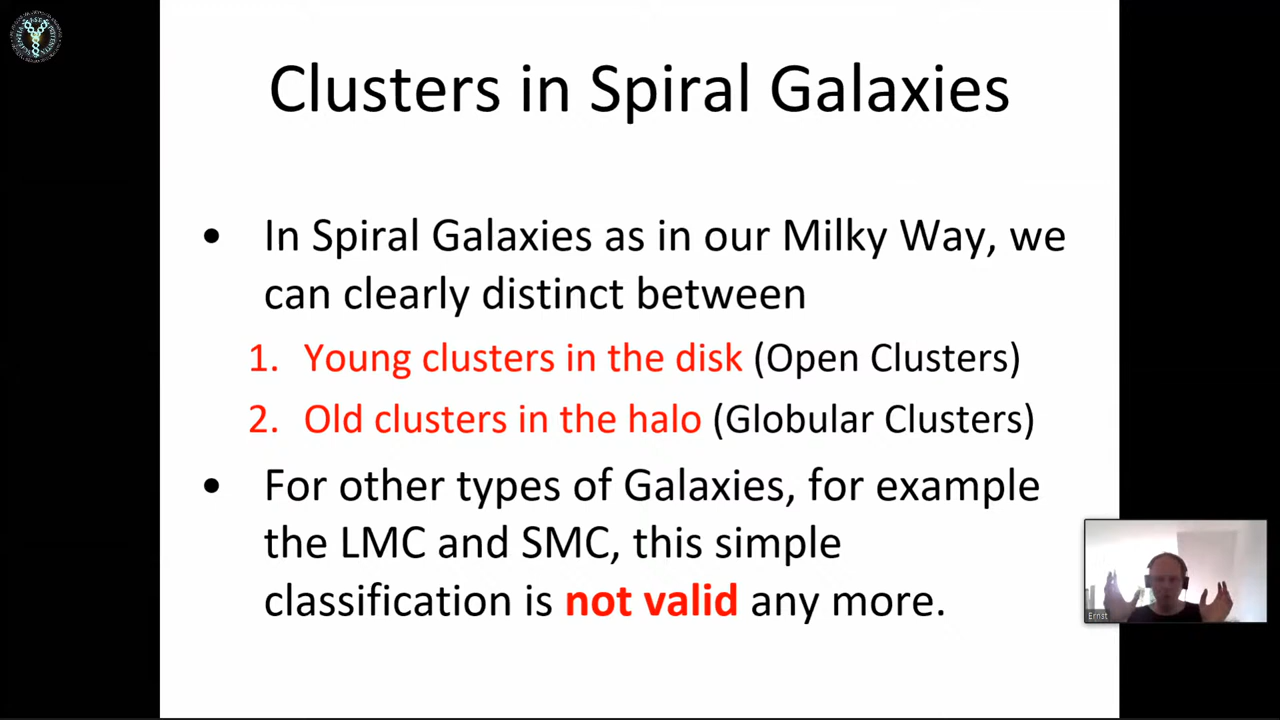 Clusters in Spiral Galaxies
• In Spiral Galaxies as in our Milky Way, we
can clearly distinct between
1. Young clusters in the disk (Open Clusters)
2. Old clusters in the halo (Globular Clusters)
• For other types of Galaxies, for example
the LMC and SMC, this simple
classification is not valid any more.
Ernst